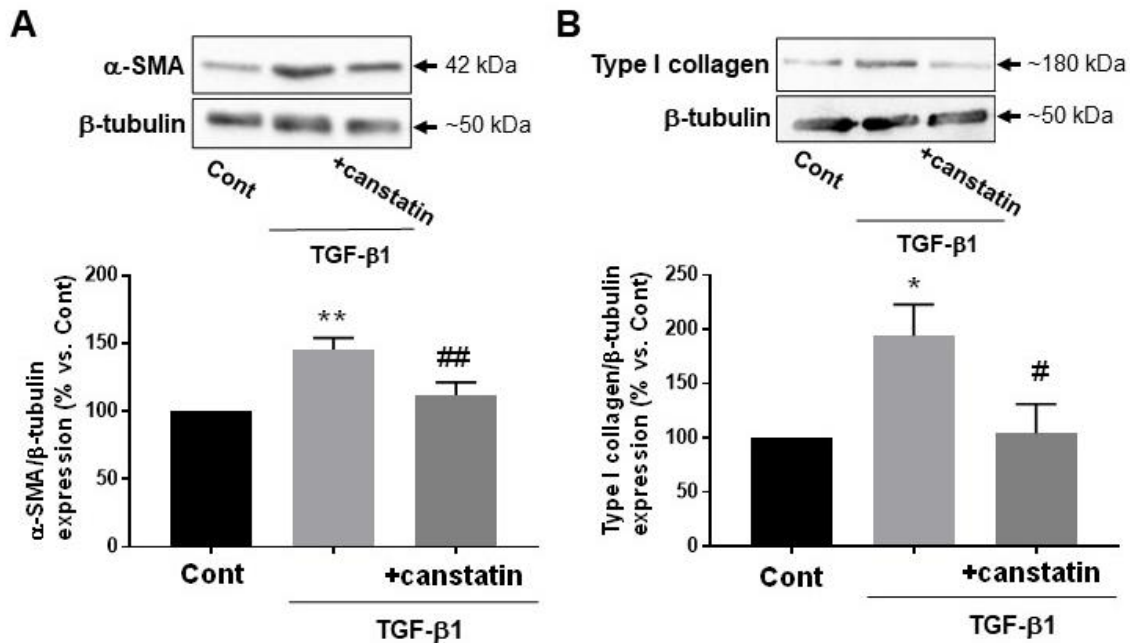 A
α-SMA
42 kDa
β-tubulin
~50 kDa
Cont
+canstatin
TGF-β1
α-SMA/β-tubulin
expression (% vs. Cont)
200
150
100
50
0
**
##
Cont
+canstatin
TGF-β1
B
Type I collagen
~180 kDa
β-tubulin
~50 kDa
Cont
+canstatin
TGF-β1
Type I collagen/β-tubulin
expression (% vs. Cont)
250
200
150
100
50
0
*
#
Cont
+canstatin
TGF-β1